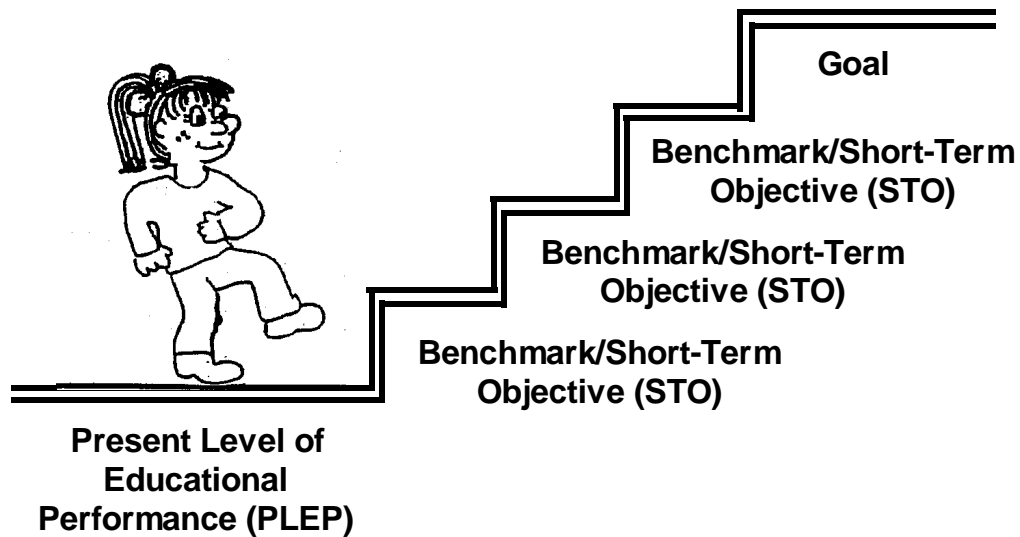 Goal
Benchmark/Short-Term
Objective (STO)
Benchmark/Short-Term
Objective (STO)
Benchmark/Short-Term
Objective (STO)
Present Level of
Educational
Performance (PLEP)